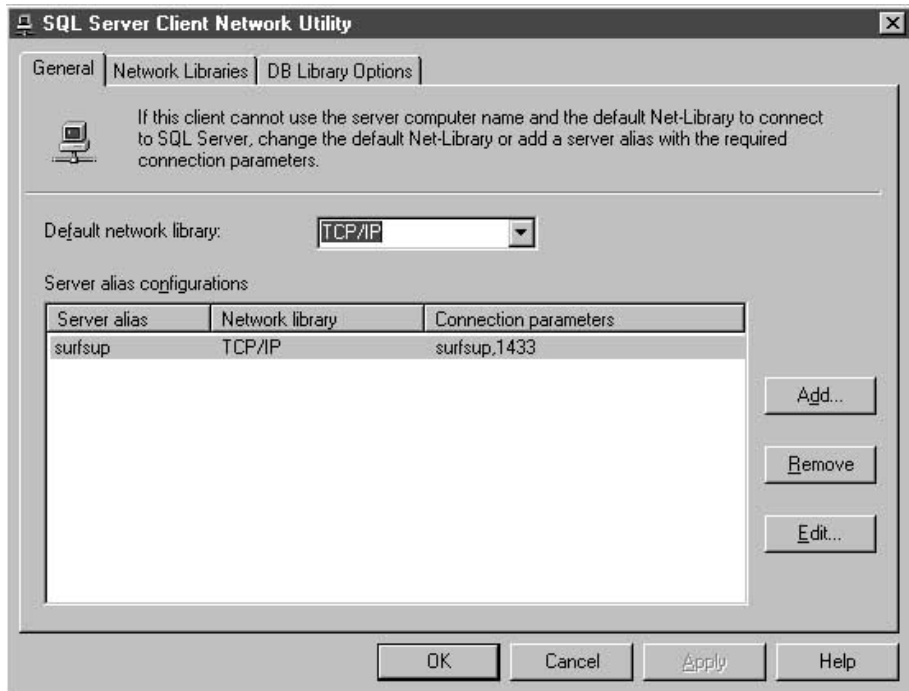 SQL Server Client Network Utility
General Network Libraries DB Library Options
If this client cannot use the server computer name and the default Net-Library to connect
to SQL Server, change the default Net-Library or add a server alias with the required
connection parameters.
Default network library: TCP/IP
Server alias configurations
Server alias Network library Connection parameters
surfsup TCP/IP surfsup,1433
Add...
Remove
Edit...
OK Cancel Apply Help